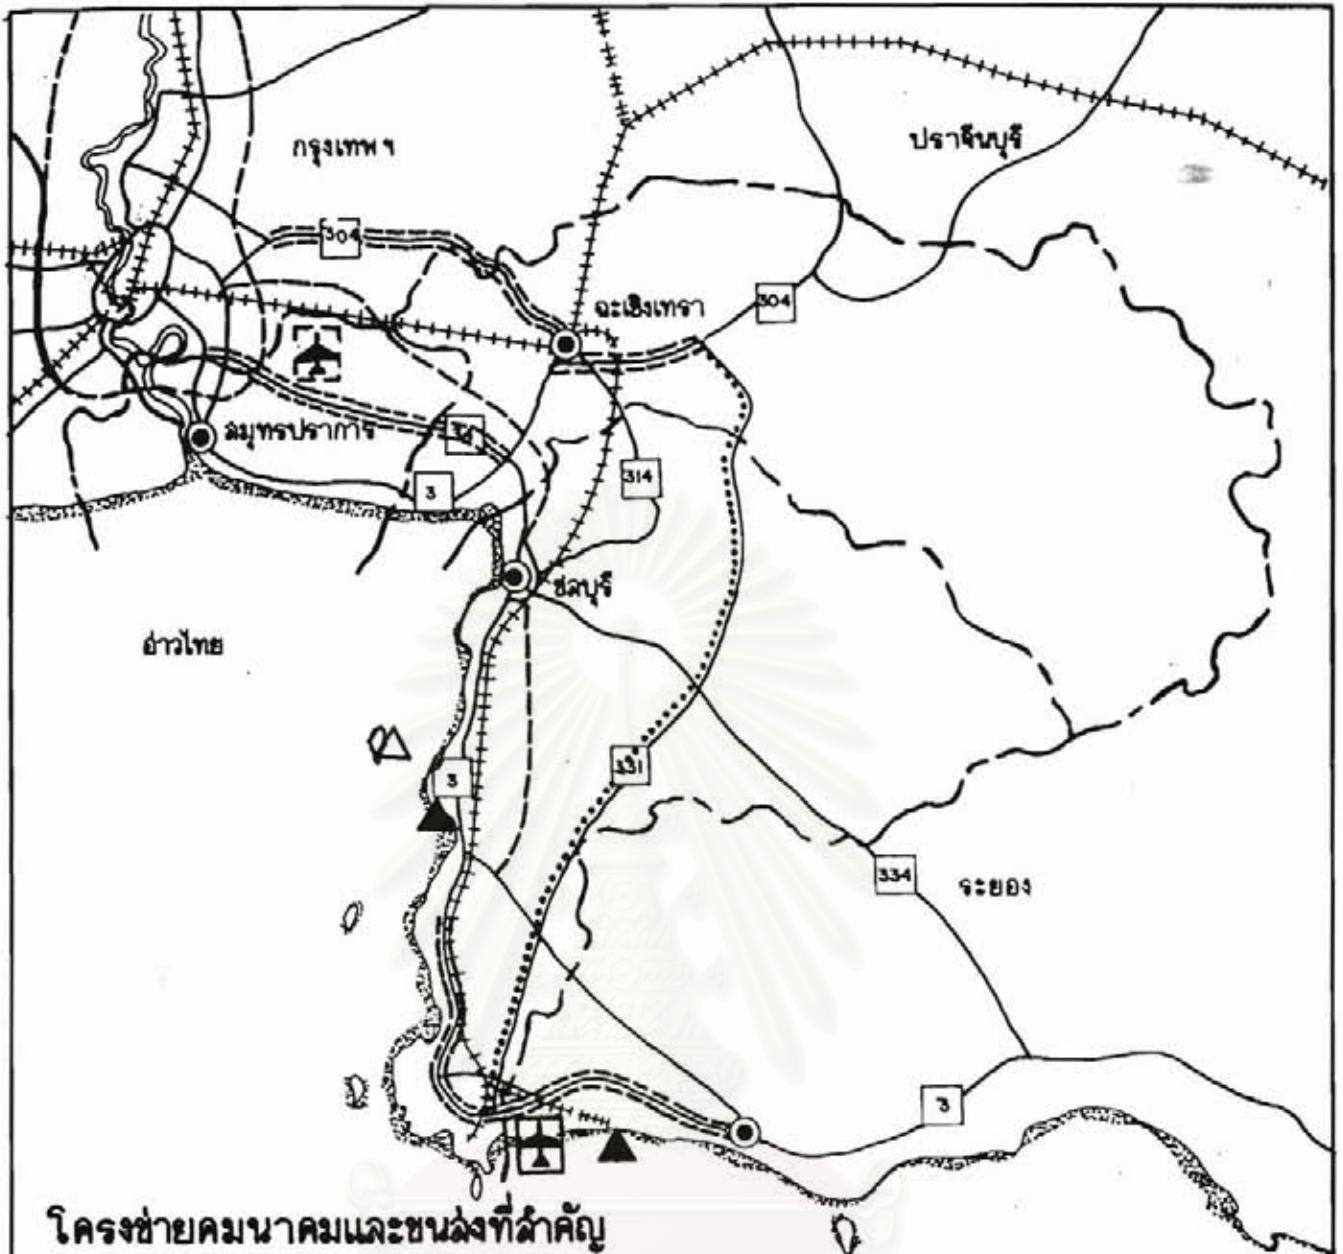 กรุงเทพฯ
ปราจีนบุรี
304
ฉะเชิงเทรา
304
สมุทรปราการ
34
3
314
ชลบุรี
อ่าวไทย
331
3
334
ระยอง
3
โครงข่ายคมนาคมและขนส่งที่สำคัญ